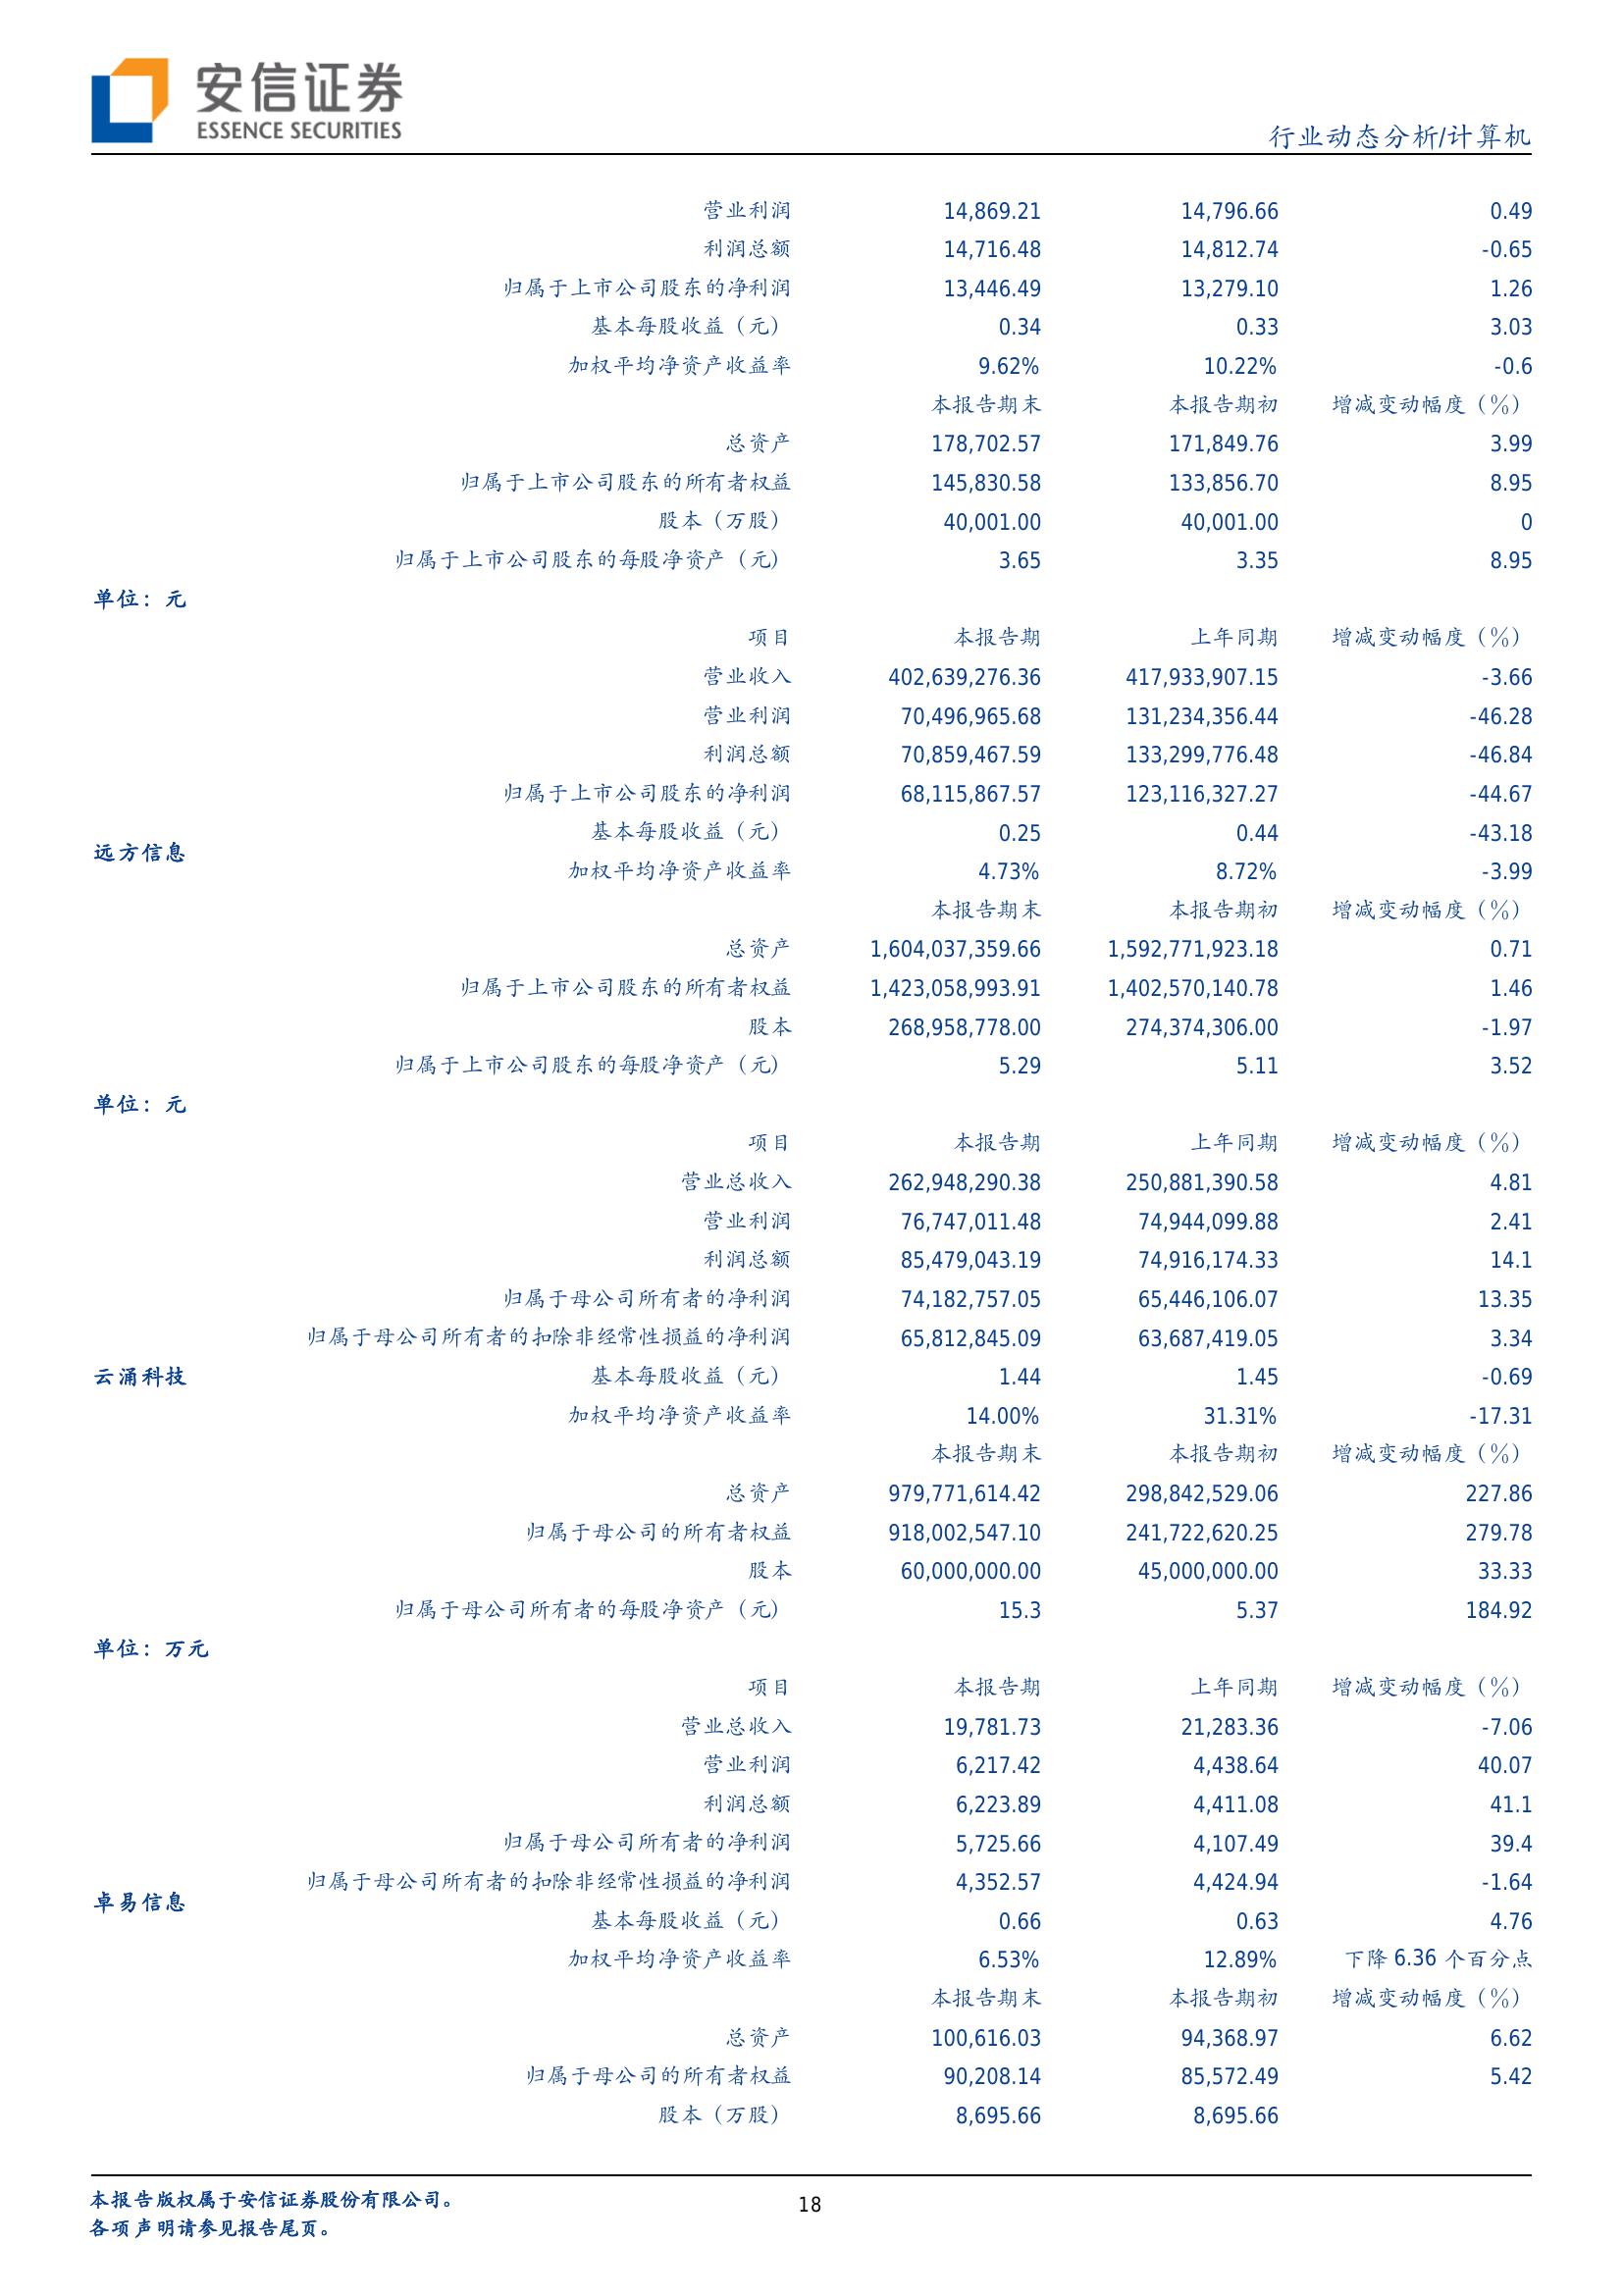 安信证券
ESSENCE SECURITIES
行业动态分析/计算机
营业利润 14,869.21 14,796.66 0.49
利润总额 14,716.48 14,812.74 -0.65
归属于上市公司股东的净利润 13,446.49 13,279.10 1.26
基本每股收益（元） 0.34 0.33 3.03
加权平均净资产收益率 9.62% 10.22% -0.6
本报告期末 本报告期初 增减变动幅度（%）
总资产 178,702.57 171,849.76 3.99
归属于上市公司股东的所有者权益 145,830.58 133,856.70 8.95
股本（万股） 40,001.00 40,001.00 0
归属于上市公司股东的每股净资产（元） 3.65 3.35 8.95
单位：元
项目 本报告期 上年同期 增减变动幅度（%）
营业收入 402,639,276.36 417,933,907.15 -3.66
营业利润 70,496,965.68 131,234,356.44 -46.28
利润总额 70,859,467.59 133,299,776.48 -46.84
归属于上市公司股东的净利润 68,115,867.57 123,116,327.27 -44.67
基本每股收益（元） 0.25 0.44 -43.18
远方信息
加权平均净资产收益率 4.73% 8.72% -3.99
本报告期末 本报告期初 增减变动幅度（%）
总资产 1,604,037,359.66 1,592,771,923.18 0.71
归属于上市公司股东的所有者权益 1,423,058,993.91 1,402,570,140.78 1.46
股本 268,958,778.00 274,374,306.00 -1.97
归属于上市公司股东的每股净资产（元） 5.29 5.11 3.52
单位：元
项目 本报告期 上年同期 增减变动幅度（%）
营业总收入 262,948,290.38 250,881,390.58 4.81
营业利润 76,747,011.48 74,944,099.88 2.41
利润总额 85,479,043.19 74,916,174.33 14.1
归属于母公司所有者的净利润 74,182,757.05 65,446,106.07 13.35
归属于母公司所有者的扣除非经常性损益的净利润 65,812,845.09 63,687,419.05 3.34
云涌科技 基本每股收益（元） 1.44 1.45 -0.69
加权平均净资产收益率 14.00% 31.31% -17.31
本报告期末 本报告期初 增减变动幅度（%）
总资产 979,771,614.42 298,842,529.06 227.86
归属于母公司的所有者权益 918,002,547.10 241,722,620.25 279.78
股本 60,000,000.00 45,000,000.00 33.33
归属于母公司所有者的每股净资产（元） 15.3 5.37 184.92
单位：万元
项目 本报告期 上年同期 增减变动幅度（%）
营业总收入 19,781.73 21,283.36 -7.06
营业利润 6,217.42 4,438.64 40.07
利润总额 6,223.89 4,411.08 41.1
归属于母公司所有者的净利润 5,725.66 4,107.49 39.4
归属于母公司所有者的扣除非经常性损益的净利润 4,352.57 4,424.94 -1.64
卓易信息
基本每股收益（元） 0.66 0.63 4.76
加权平均净资产收益率 6.53% 12.89% 下降 6.36 个百分点
本报告期末 本报告期初 增减变动幅度（%）
总资产 100,616.03 94,368.97 6.62
归属于母公司的所有者权益 90,208.14 85,572.49 5.42
股本（万股） 8,695.66 8,695.66
本报告版权属于安信证券股份有限公司。
各项声明请参见报告尾页。
18